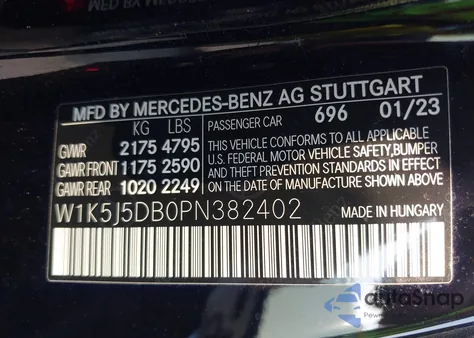 MFD BY MERCEDES-BENZ AG STUTTGART
KG LBS
GVWR 2175 4795
GAWR FRONT 1175 2590
GAWR REAR 1020 2249
PASSENGER CAR 696 01/23
THIS VEHICLE CONFORMS TO ALL APPLICABLE
U.S. FEDERAL MOTOR VEHICLE SAFETY, BUMPER
AND THEFT PREVENTION STANDARDS IN EFFECT
ON THE DATE OF MANUFACTURE SHOWN ABOVE.
W1K5J5DB0PN382402
MADE IN HUNGARY
dataSnap